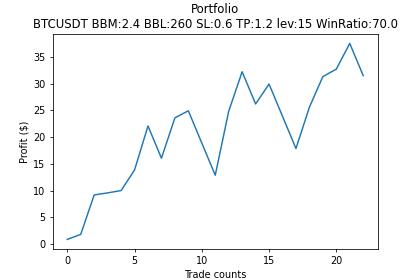 Portfolio
BTCUSDT BBM:2.4 BBL:260 SL:0.6 TP:1.2 lev:15 WinRatio:70.0
35
30
25
20
15
10
5
0
Profit ($)
0 5 10 15 20
Trade counts